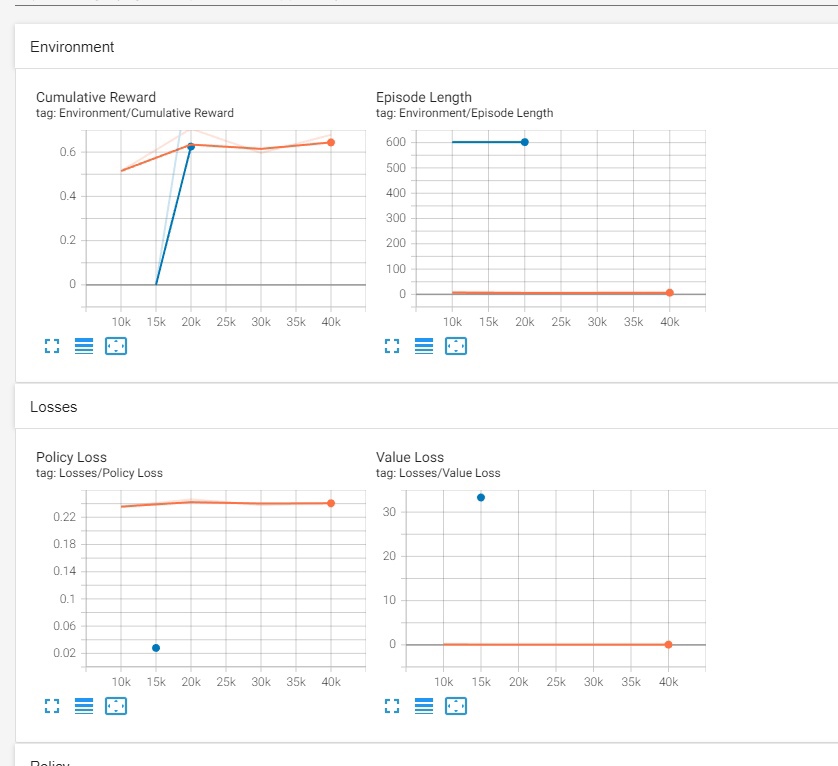 Environment
Cumulative Reward
tag: Environment/Cumulative Reward
0.6
0.4
0.2
0
10k 15k 20k 25k 30k 35k 40k
Episode Length
tag: Environment/Episode Length
600
500
400
300
200
100
0
10k 15k 20k 25k 30k 35k 40k
Losses
Policy Loss
tag: Losses/Policy Loss
0.22
0.18
0.14
0.1
0.06
0.02
10k 15k 20k 25k 30k 35k 40k
Value Loss
tag: Losses/Value Loss
30
20
10
0
10k 15k 20k 25k 30k 35k 40k
Policy